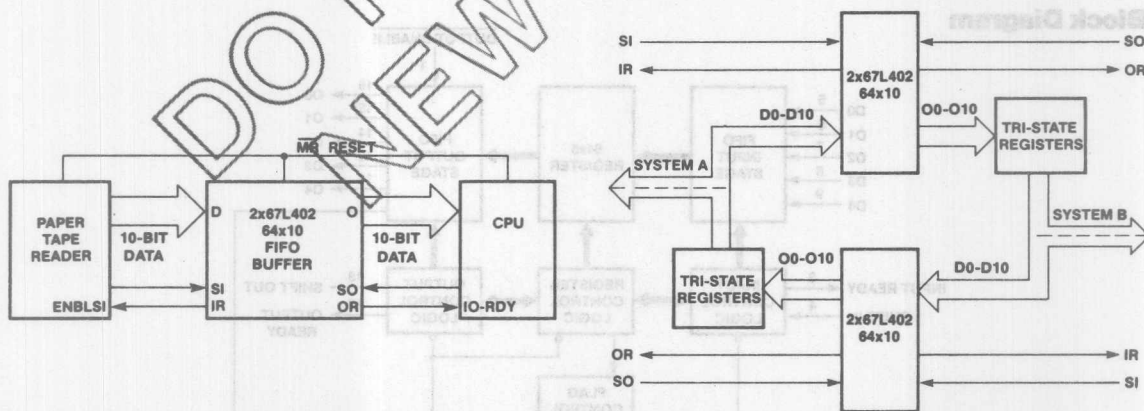 DO
NEW
MR RESET
PAPER
TAPE
READER
10-BIT
DATA
ENBLSI
D
2x67L402
64x10
FIFO
BUFFER
O
SI
IR
SO
OR
10-BIT
DATA
CPU
IO-RDY
SI
IR
2x67L402
64x10
SO
OR
D0-D10
O0-O10
TRI-STATE
REGISTERS
SYSTEM A
SYSTEM B
TRI-STATE
REGISTERS
O0-O10
D0-D10
2x67L402
64x10
OR
SO
IR
SI